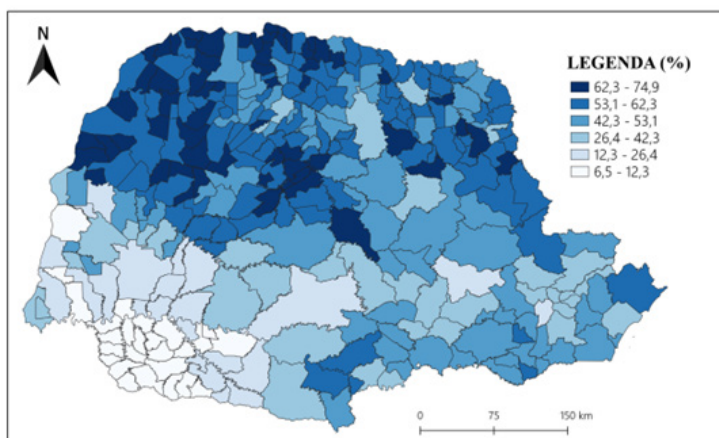 N
LEGENDA (%)
62,3 - 74,9
53,1 - 62,3
42,3 - 53,1
26,4 - 42,3
12,3 - 26,4
6,5 - 12,3
0 75 150 km